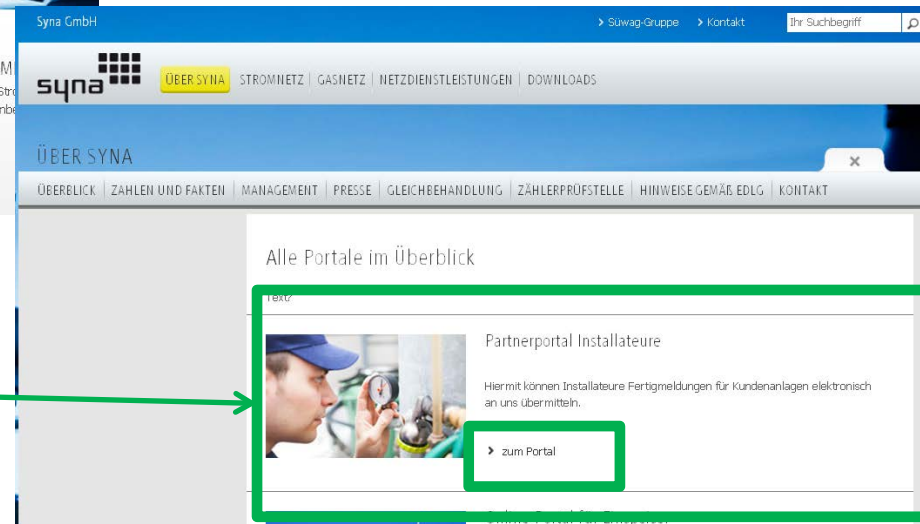 Syna GmbH
> Süwag-Gruppe > Kontakt
Ihr Suchbegriff
syna
ÜBER SYNA STROMNETZ | GASNETZ | NETZDIENSTLEISTUNGEN | DOWNLOADS
ÜBER SYNA
ÜBERBLICK | ZAHLEN UND FAKTEN | MANAGEMENT | PRESSE | GLEICHBEHANDLUNG | ZÄHLERPRÜFSTELLE | HINWEISE GEMÄß EDLG | KONTAKT
Alle Portale im Überblick
Text?
Partnerportal Installateure
Hiermit können Installateure Fertigmeldungen für Kundenanlagen elektronisch
an uns übermitteln.
> zum Portal